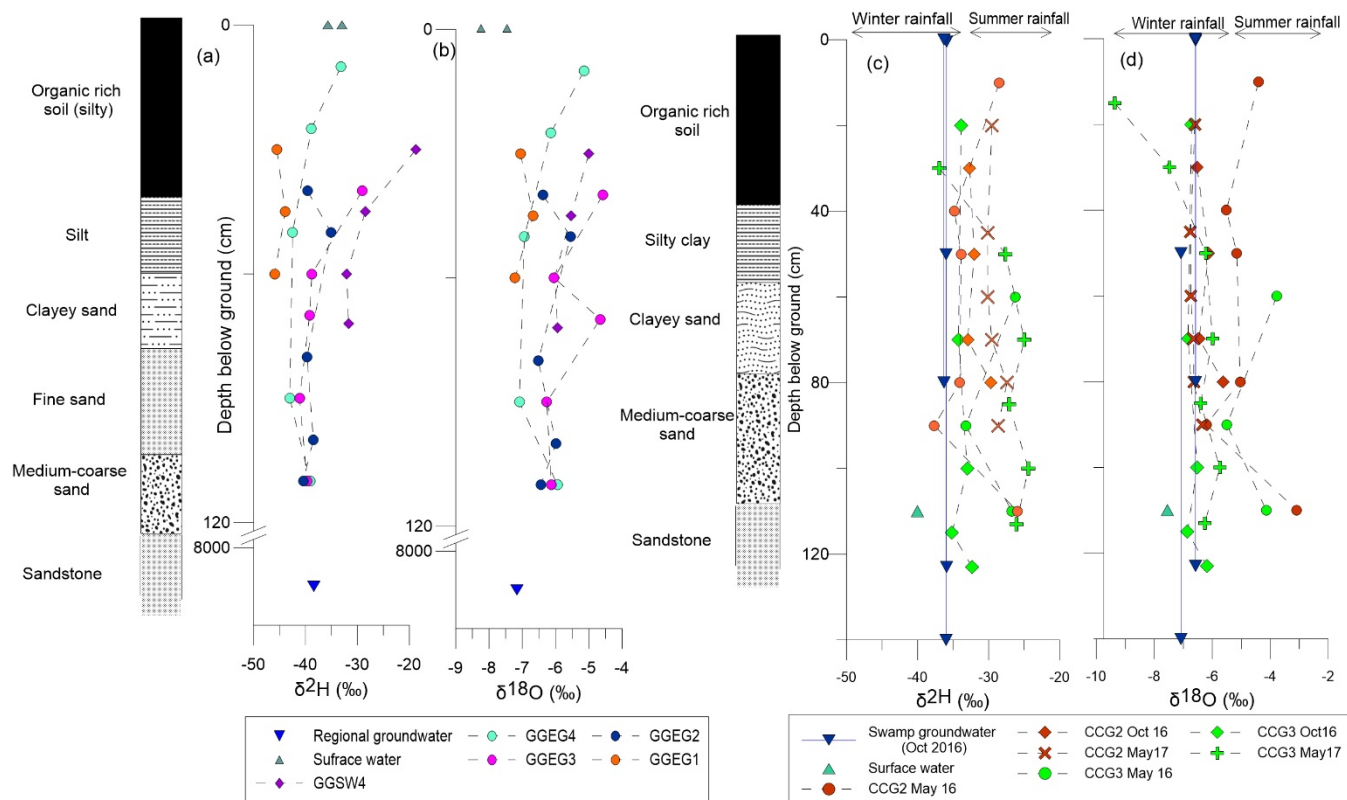 Winter rainfall
Summer rainfall
Winter rainfall
Summer rainfall
(a)
(b)
(c)
(d)
0
0
0
40
80
120
120
8000
120
8000
Depth below ground (cm)
Depth below ground (cm)
Organic rich
soil (silty)
Silt
Clayey sand
Fine sand
Medium-coarse
sand
Sandstone
Organic rich
soil
Silty clay
Clayey sand
Medium-coarse
sand
Sandstone
-50 -40 -30 -20
δ2H (‰)
-9 -8 -7 -6 -5 -4
δ18O (‰)
-50 -40 -30 -20
δ2H (‰)
-10 -8 -6 -4 -2
δ18O (‰)
Regional groundwater
Sufrace water
GGSW4
GGEG4
GGEG3
GGEG2
GGEG1
Swamp groundwater
(Oct 2016)
Surface water
CCG2 May 16
CCG2 Oct 16
CCG2 May17
CCG3 May 16
CCG3 Oct16
CCG3 May17